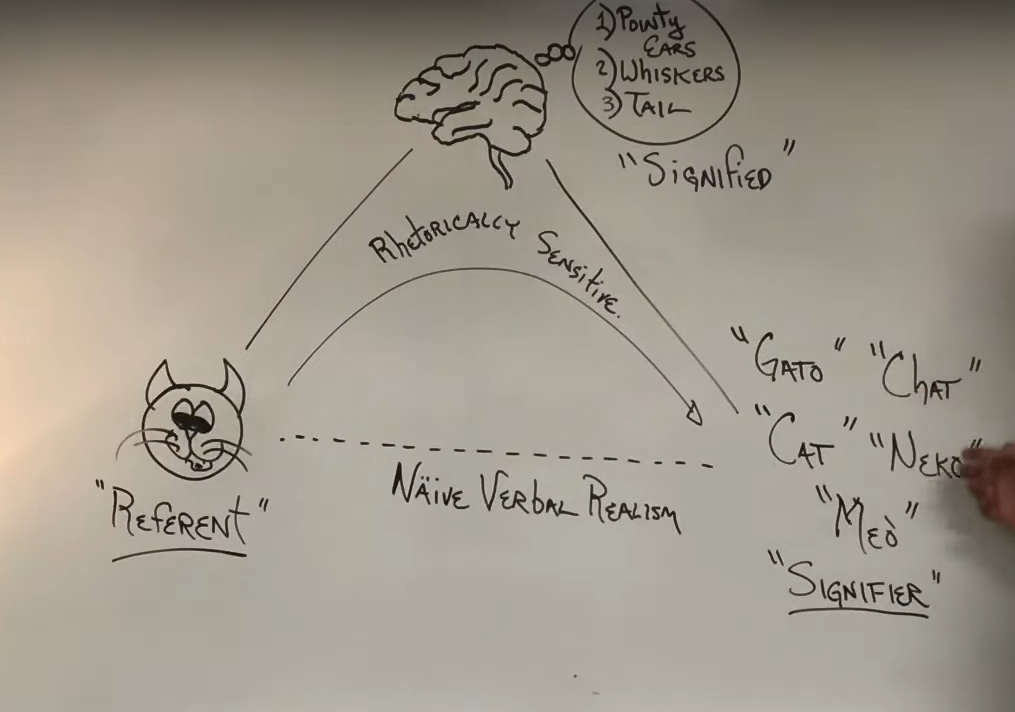 1) Pointy
Ears
2) Whiskers
3) Tail
"Signified"
Rhetorically Sensitive.
"Gato" "Chat"
"Cat" "Neko"
"Meò"
"Signifier"
"Referent"
Näive Verbal Realism